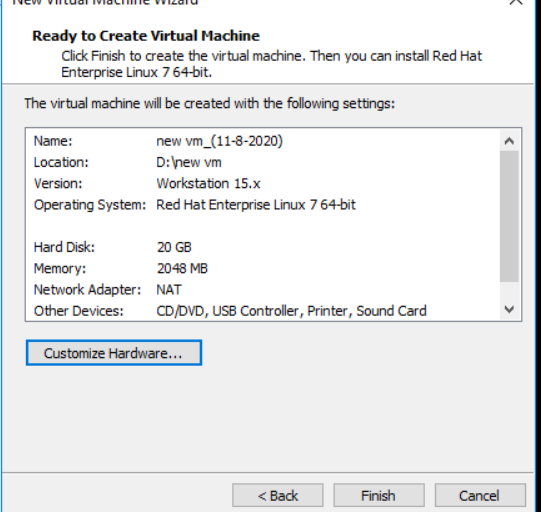 New Virtual Machine Wizard
Ready to Create Virtual Machine
Click Finish to create the virtual machine. Then you can install Red Hat
Enterprise Linux 7 64-bit.
The virtual machine will be created with the following settings:
Name: new vm_(11-8-2020)
Location: D:\new vm
Version: Workstation 15.x
Operating System: Red Hat Enterprise Linux 7 64-bit
Hard Disk: 20 GB
Memory: 2048 MB
Network Adapter: NAT
Other Devices: CD/DVD, USB Controller, Printer, Sound Card
Customize Hardware...
< Back Finish Cancel